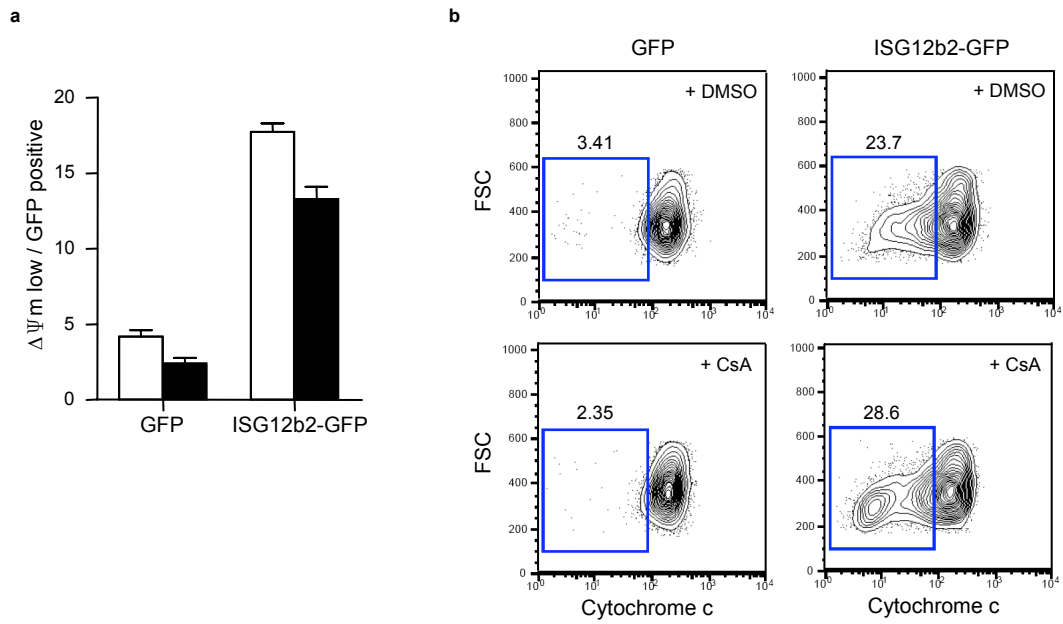 a
ΔΨm low / GFP positive
20
15
10
5
0
GFP
ISG12b2-GFP
b
GFP
ISG12b2-GFP
FSC
1000
800
600
400
200
0
+ DMSO
3.41
10⁰ 10¹ 10² 10³ 10⁴
1000
800
600
400
200
0
+ DMSO
23.7
10⁰ 10¹ 10² 10³ 10⁴
FSC
1000
800
600
400
200
0
+ CsA
2.35
10⁰ 10¹ 10² 10³ 10⁴
Cytochrome c
1000
800
600
400
200
0
+ CsA
28.6
10⁰ 10¹ 10² 10³ 10⁴
Cytochrome c